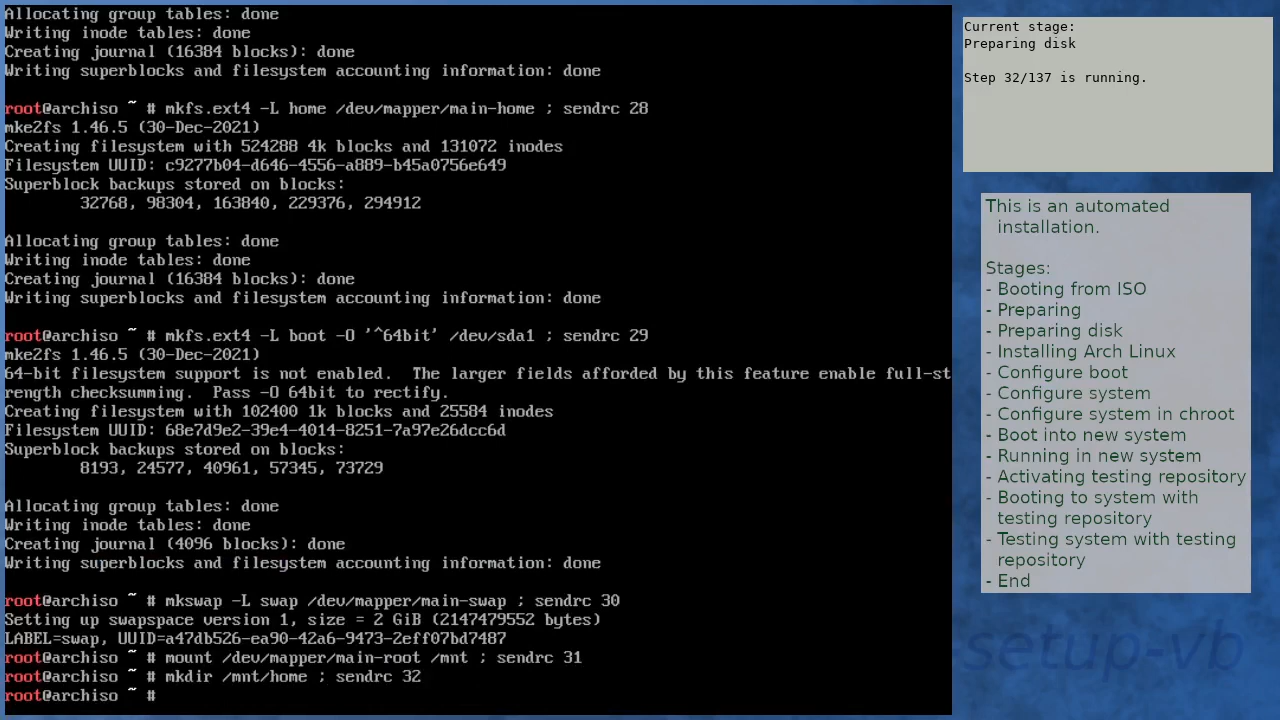 Allocating group tables: done
Writing inode tables: done
Creating journal (16384 blocks): done
Writing superblocks and filesystem accounting information: done
root@archiso ~ # mkfs.ext4 -L home /dev/mapper/main-home ; sendrc 28
mke2fs 1.46.5 (30-Dec-2021)
Creating filesystem with 524288 4k blocks and 131072 inodes
Filesystem UUID: c9277b04-d646-4556-a889-b45a0756e649
Superblock backups stored on blocks:
        32768, 98304, 163840, 229376, 294912
Allocating group tables: done
Writing inode tables: done
Creating journal (16384 blocks): done
Writing superblocks and filesystem accounting information: done
root@archiso ~ # mkfs.ext4 -L boot -O '^64bit' /dev/sda1 ; sendrc 29
mke2fs 1.46.5 (30-Dec-2021)
64-bit filesystem support is not enabled.  The larger fields afforded by this feature enable full-st
rength checksumming.  Pass -O 64bit to rectify.
Creating filesystem with 102400 1k blocks and 25584 inodes
Filesystem UUID: 68e7d9e2-39e4-4014-8251-7a97e26dcc6d
Superblock backups stored on blocks:
        8193, 24577, 40961, 57345, 73729
Allocating group tables: done
Writing inode tables: done
Creating journal (4096 blocks): done
Writing superblocks and filesystem accounting information: done
root@archiso ~ # mkswap -L swap /dev/mapper/main-swap ; sendrc 30
Setting up swapspace version 1, size = 2 GiB (2147479552 bytes)
LABEL=swap, UUID=a47db526-ea90-42a6-9473-2eff07bd7487
root@archiso ~ # mount /dev/mapper/main-root /mnt ; sendrc 31
root@archiso ~ # mkdir /mnt/home ; sendrc 32
root@archiso ~ #
Current stage:
Preparing disk
Step 32/137 is running.
This is an automated
installation.
Stages:
- Booting from ISO
- Preparing
- Preparing disk
- Installing Arch Linux
- Configure boot
- Configure system
- Configure system in chroot
- Boot into new system
- Running in new system
- Activating testing repository
- Booting to system with
testing repository
- Testing system with testing
repository
- End
setup-vb